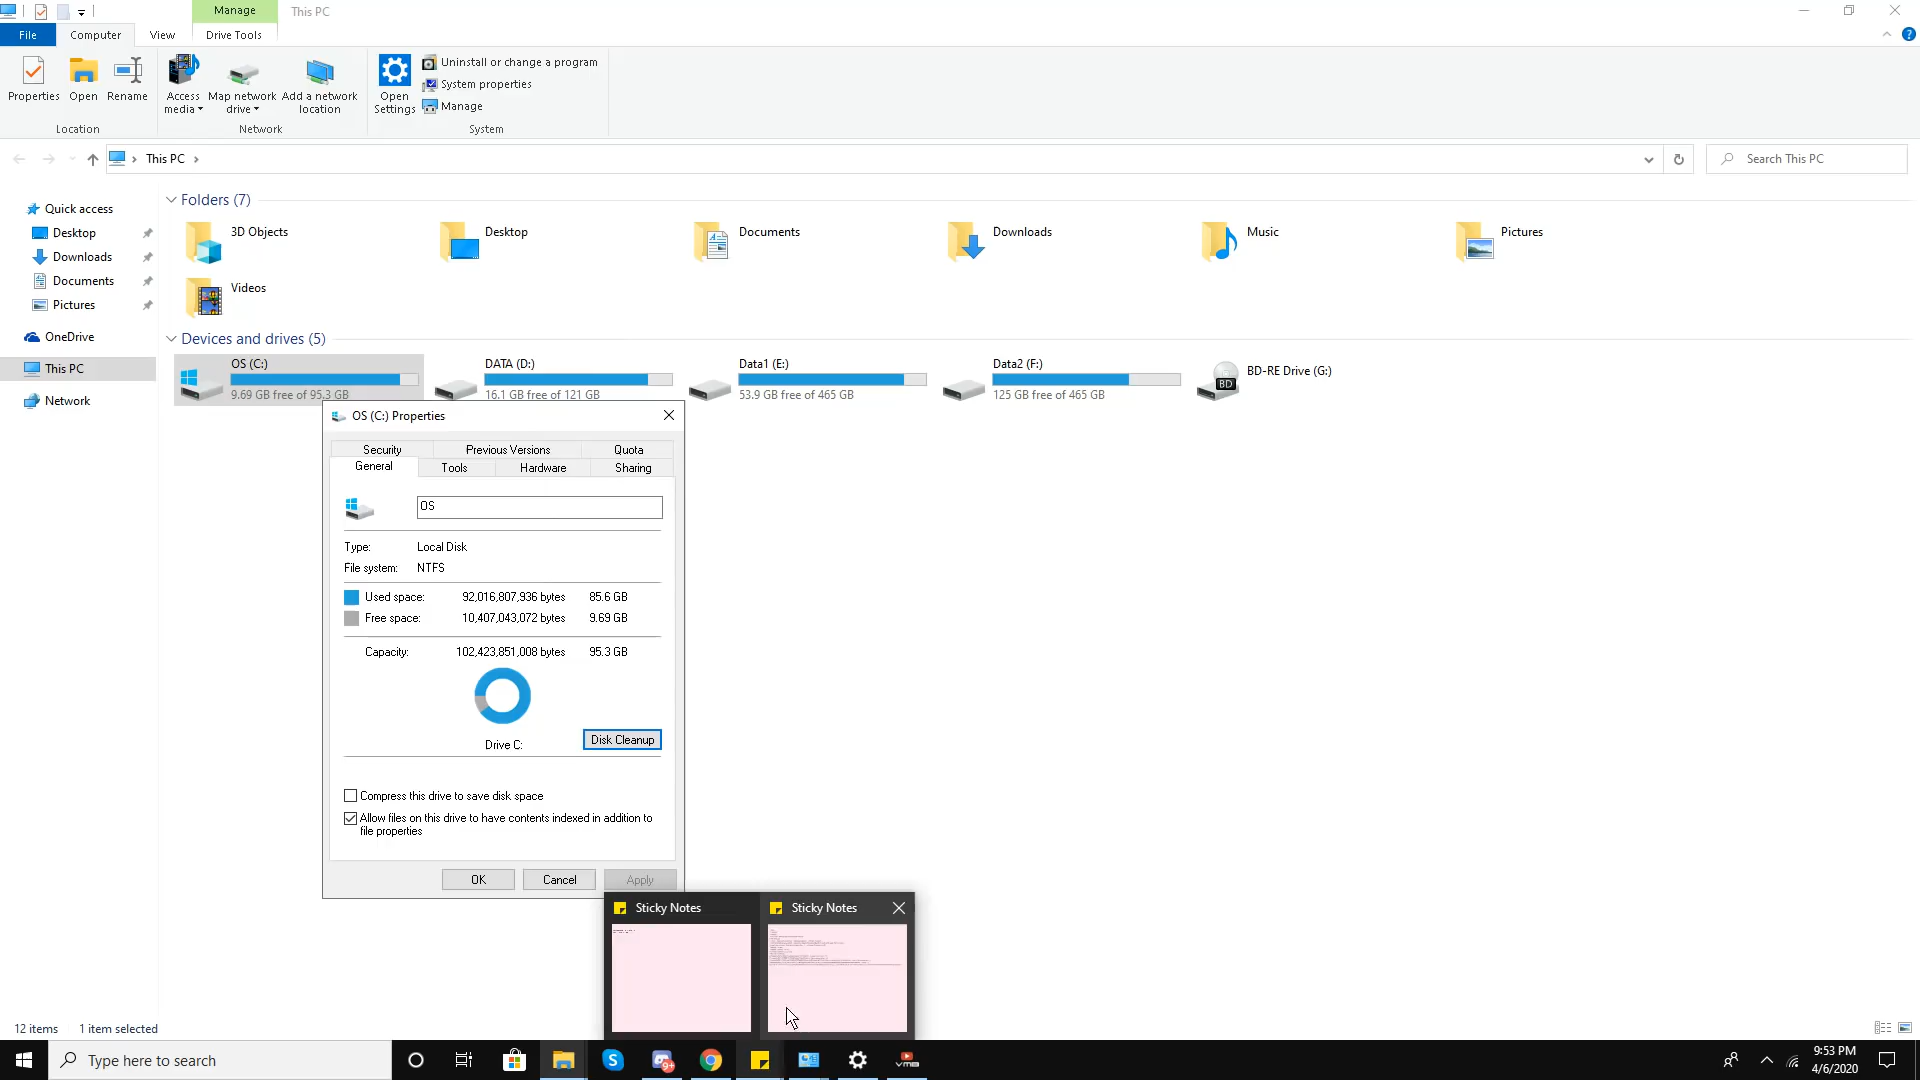 Manage
This PC
File
Computer
View
Drive Tools
Properties
Open
Rename
Access media
Map network drive
Add a network location
Open Settings
Uninstall or change a program
System properties
Manage
Location
Network
System
This PC
Search This PC
Quick access
Desktop
Downloads
Documents
Pictures
OneDrive
This PC
Network
Folders (7)
3D Objects
Desktop
Documents
Downloads
Music
Pictures
Videos
Devices and drives (5)
OS (C:)
9.69 GB free of 95.3 GB
DATA (D:)
16.1 GB free of 121 GB
Data1 (E:)
53.9 GB free of 465 GB
Data2 (F:)
125 GB free of 465 GB
BD
BD-RE Drive (G:)
OS (C:) Properties
Security
Previous Versions
Quota
General
Tools
Hardware
Sharing
OS
Type: Local Disk
File system: NTFS
Used space: 92,016,807,936 bytes 85.6 GB
Free space: 10,407,043,072 bytes 9.69 GB
Capacity: 102,423,851,008 bytes 95.3 GB
Drive C:
Disk Cleanup
Compress this drive to save disk space
Allow files on this drive to have contents indexed in addition to
file properties
OK
Cancel
Apply
Sticky Notes
Sticky Notes
12 items
1 item selected
Type here to search
9+
9:53 PM
4/6/2020